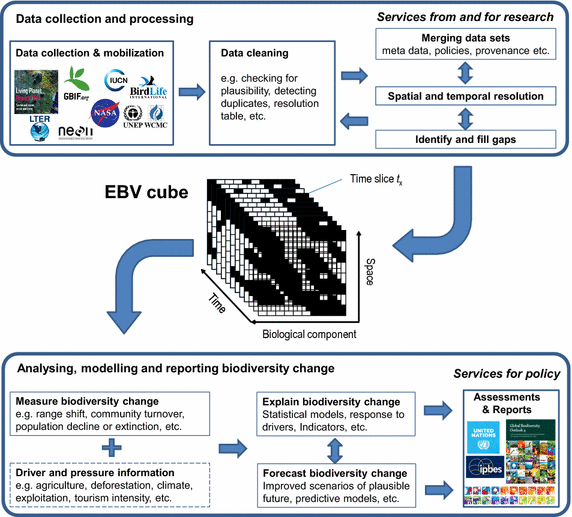 Data collection and processing
Services from and for research
Data collection & mobilization
Living Planet
GBIF.org
IUCN
BirdLife
INTERNATIONAL
LTER
neon
NASA
UNEP WCMC
Data cleaning
e.g. checking for
plausibility, detecting
duplicates, resolution
table, etc.
Merging data sets
meta data, policies, provenance etc.
Spatial and temporal resolution
Identify and fill gaps
EBV cube
Time slice tx
Space
Time
Biological component
Analysing, modelling and reporting biodiversity change
Services for policy
Measure biodiversity change
e.g. range shift, community turnover,
population decline or extinction, etc.
Driver and pressure information
e.g. agriculture, deforestation, climate,
exploitation, tourism intensity, etc.
Explain biodiversity change
Statistical models, response to
drivers, Indicators, etc.
Forecast biodiversity change
Improved scenarios of plausible
future, predictive models, etc.
Assessments
& Reports
UNITED
NATIONS
Global Biodiversity
Outlook 4
ipbes